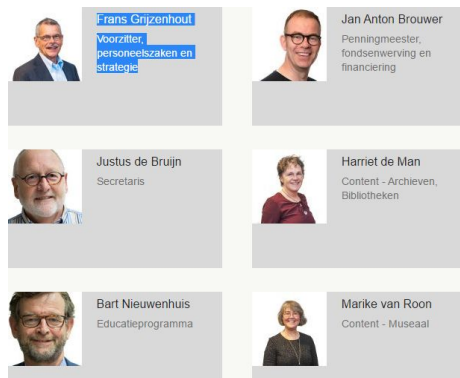 Frans Grijzenhout
Voorzitter,
personeelszaken en
strategie
Jan Anton Brouwer
Penningmeester,
fondsenwerving en
financiering
Justus de Bruijn
Secretaris
Harriet de Man
Content - Archieven,
Bibliotheken
Bart Nieuwenhuis
Educatieprogramma
Marike van Roon
Content - Museaal